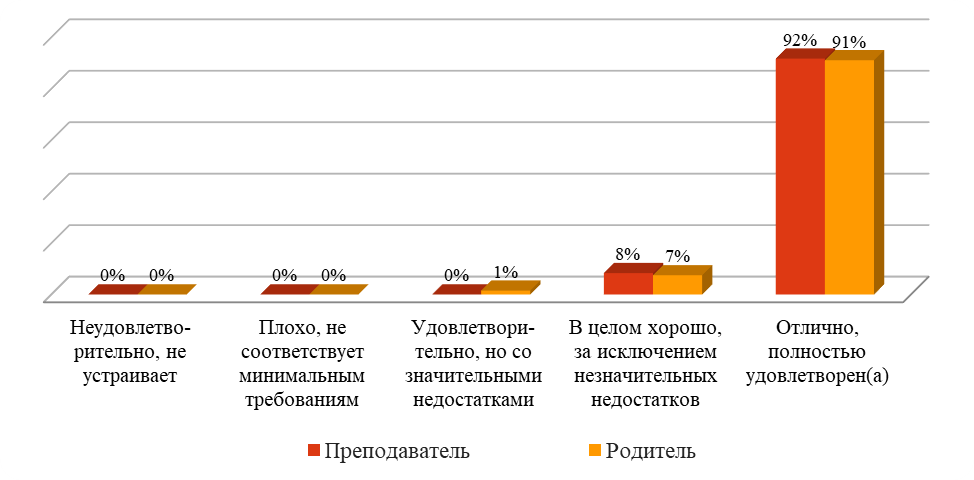 92%
91%
8%
7%
0%
0%
0%
0%
0%
1%
Неудовлетво-
рительно, не
устраивает
Плохо, не
соответствует
минимальным
требованиям
Удовлетвори-
тельно, но со
значительными
недостатками
В целом хорошо,
за исключением
незначительных
недостатков
Отлично,
полностью
удовлетворен(а)
Преподаватель
Родитель